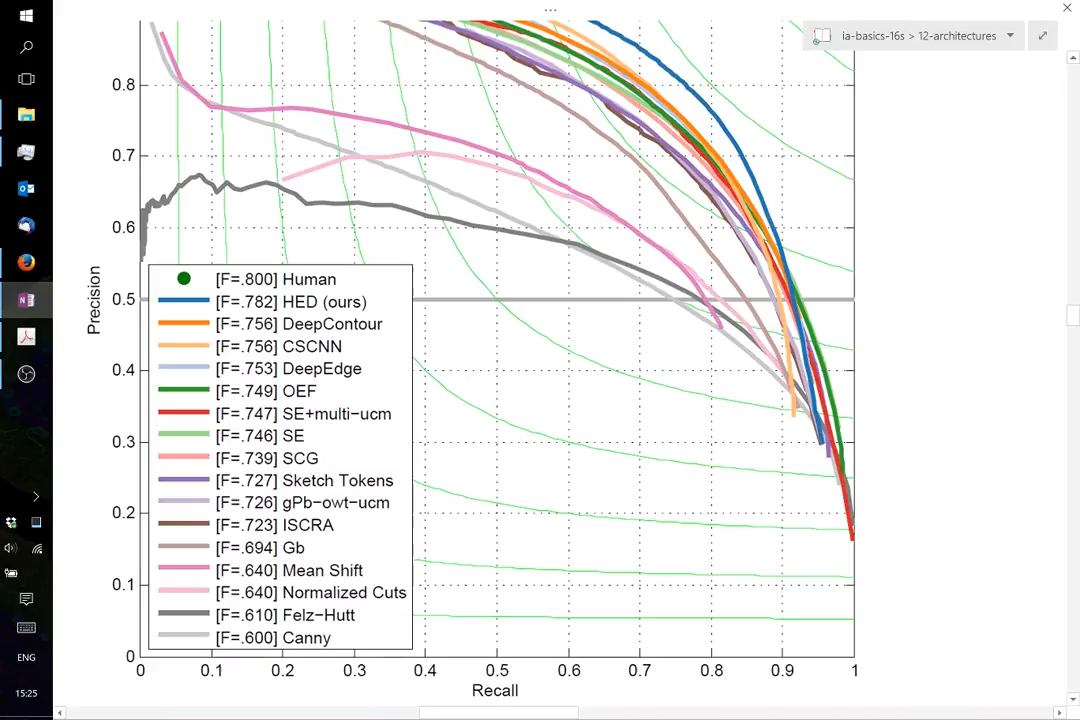 ...
ia-basics-16s > 12-architectures
0.8
0.7
0.6
0.5
0.4
0.3
0.2
0.1
0
Precision
[F=.800] Human
[F=.782] HED (ours)
[F=.756] DeepContour
[F=.756] CSCNN
[F=.753] DeepEdge
[F=.749] OEF
[F=.747] SE+multi−ucm
[F=.746] SE
[F=.739] SCG
[F=.727] Sketch Tokens
[F=.726] gPb−owt−ucm
[F=.723] ISCRA
[F=.694] Gb
[F=.640] Mean Shift
[F=.640] Normalized Cuts
[F=.610] Felz−Hutt
[F=.600] Canny
0 0.1 0.2 0.3 0.4 0.5 0.6 0.7 0.8 0.9 1
Recall
ENG
15:25